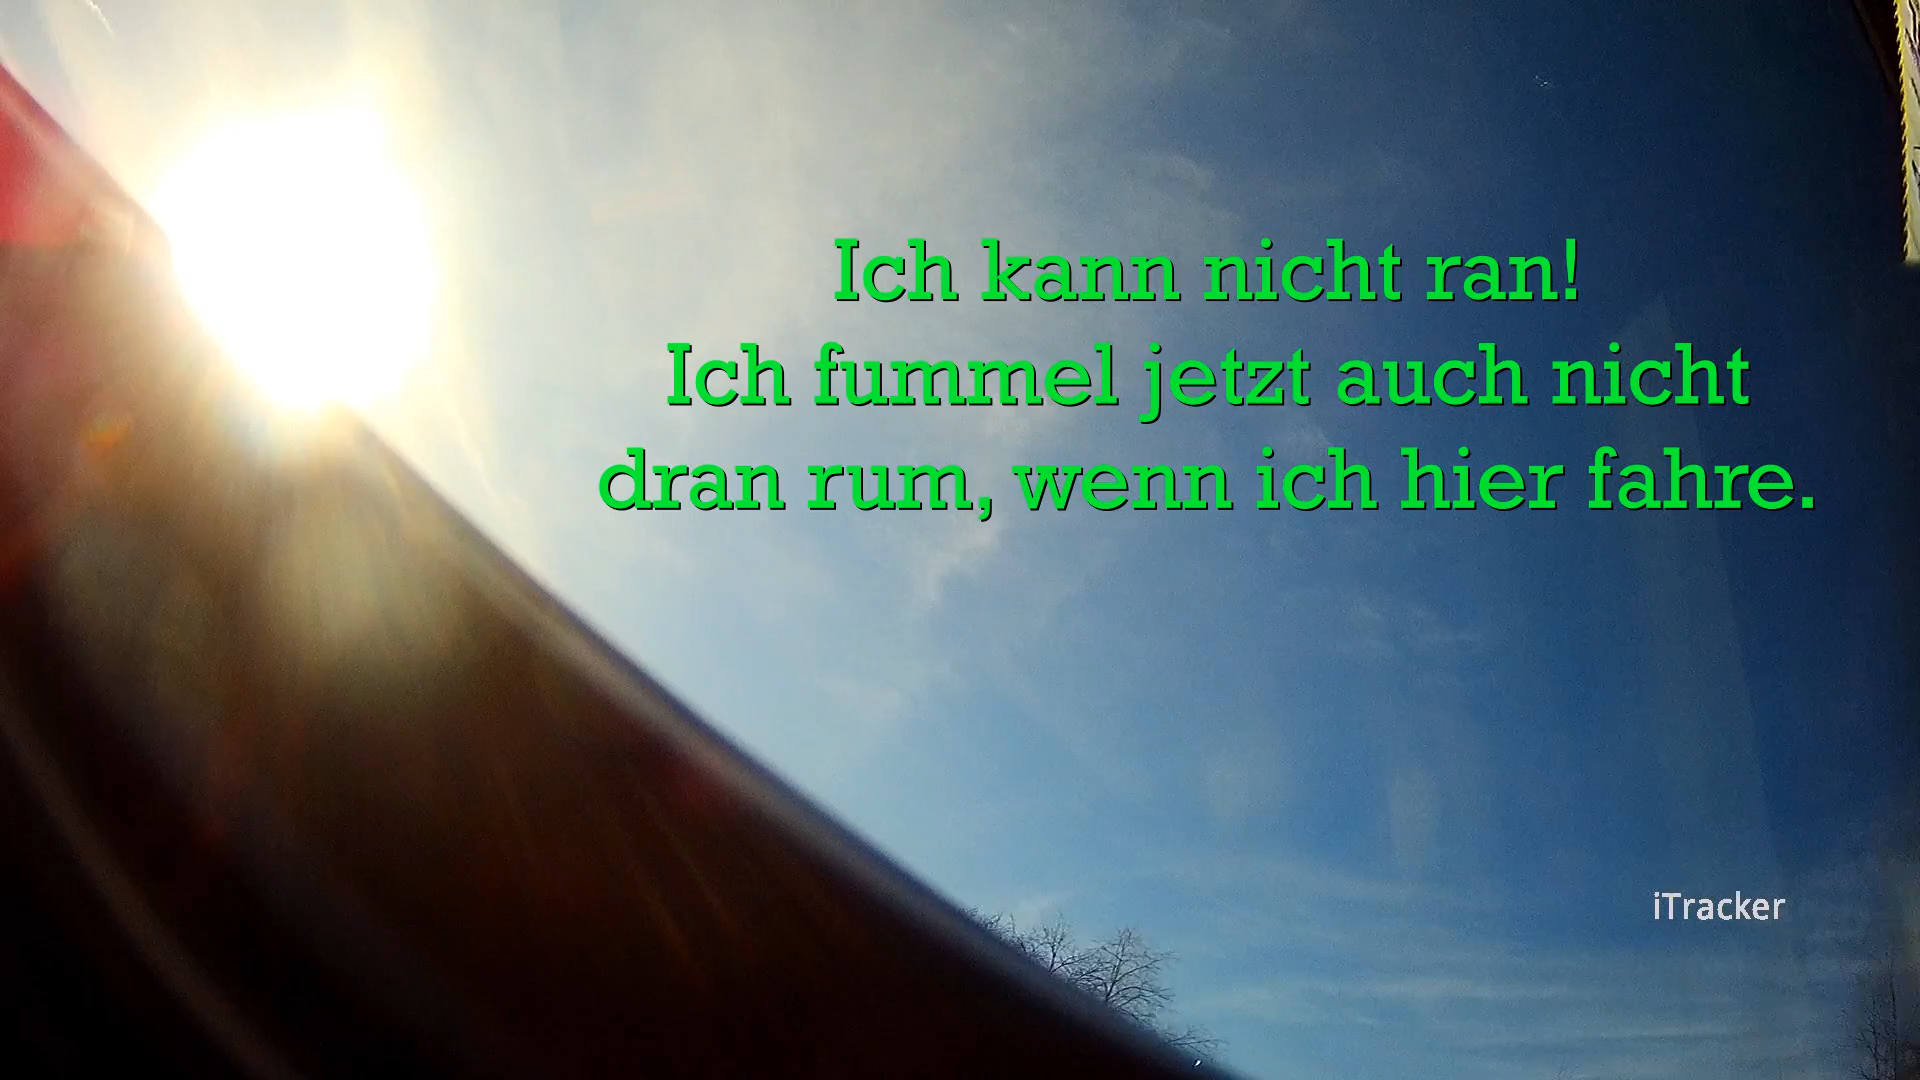 Ich kann nicht ran!
Ich fummel jetzt auch nicht
dran rum, wenn ich hier fahre.
iTracker